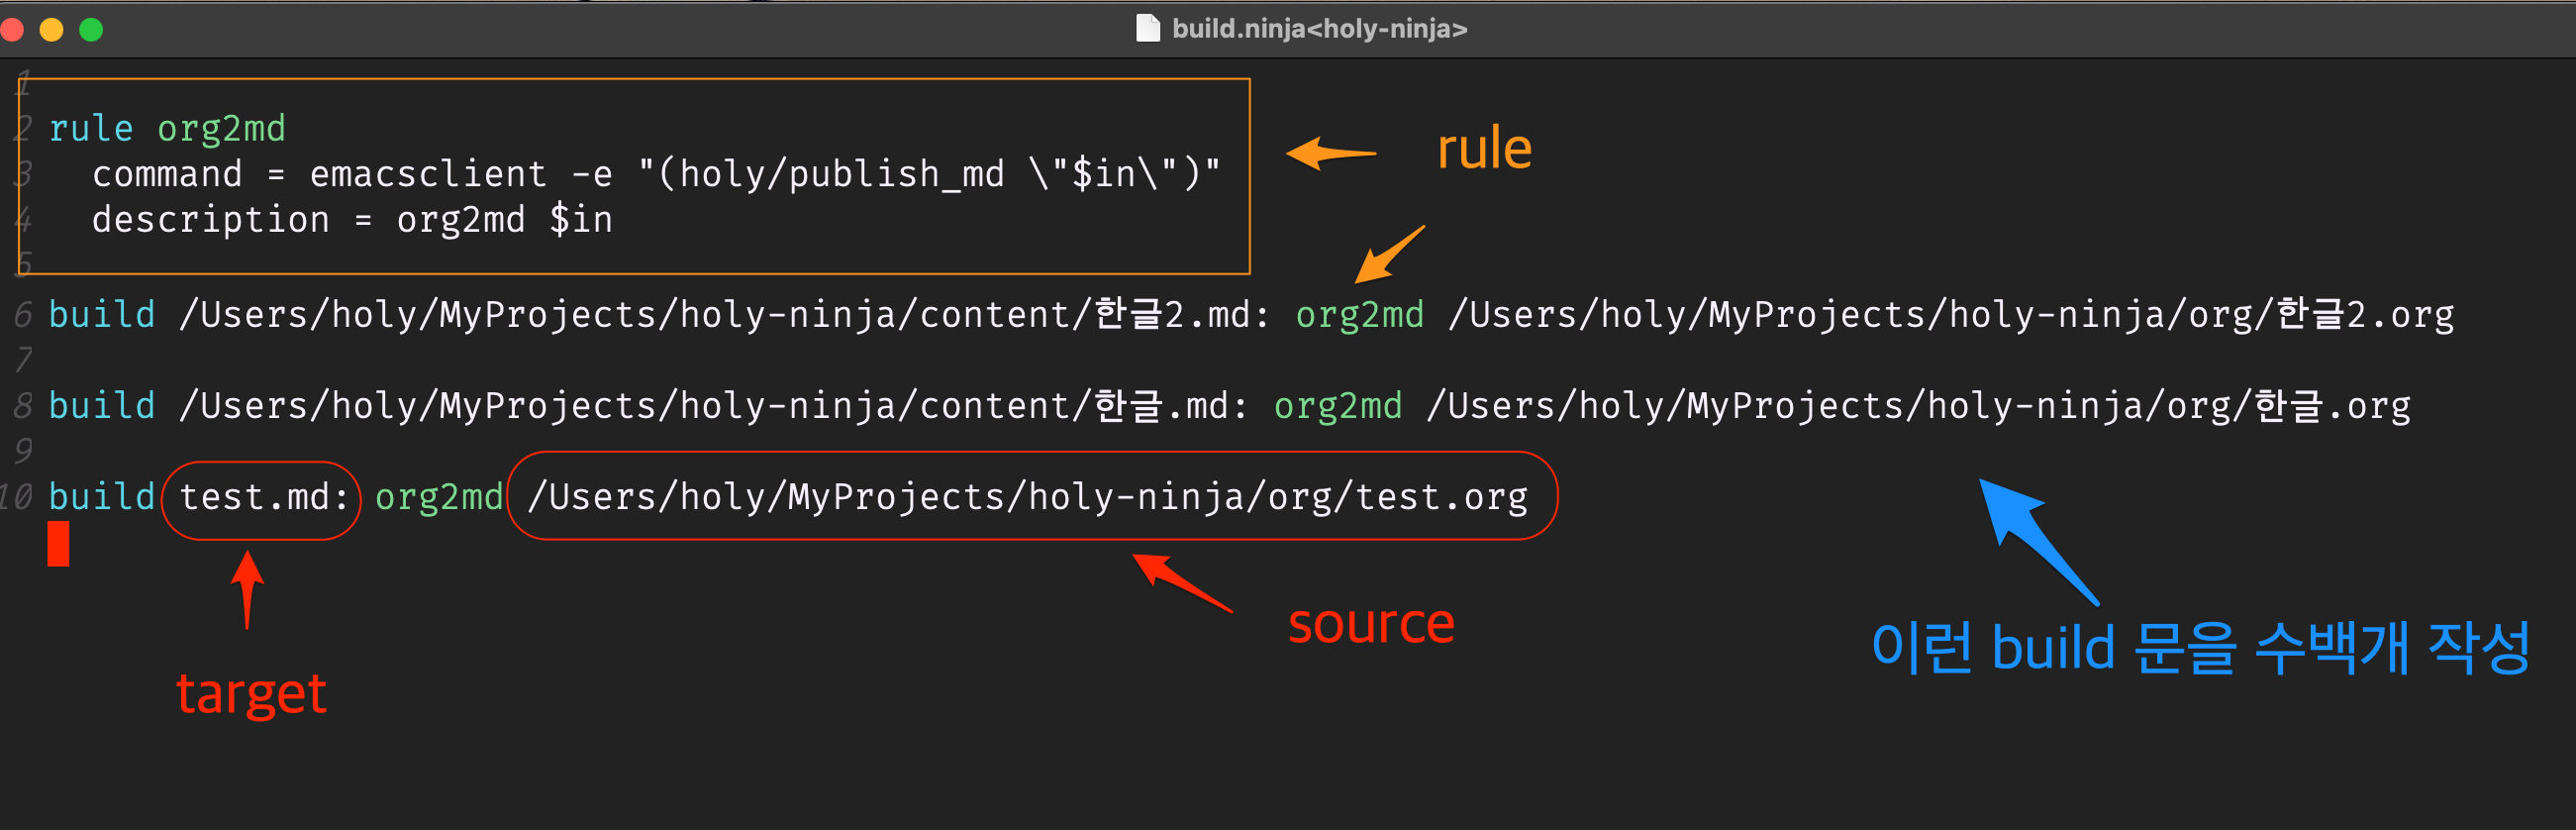 build.ninja<holy-ninja>
1
2 rule org2md
3   command = emacsclient -e "(holy/publish_md \"$in\")"
4   description = org2md $in
5
rule
6 build /Users/holy/MyProjects/holy-ninja/content/한글2.md: org2md /Users/holy/MyProjects/holy-ninja/org/한글2.org
7
8 build /Users/holy/MyProjects/holy-ninja/content/한글.md: org2md /Users/holy/MyProjects/holy-ninja/org/한글.org
9
10 build test.md: org2md /Users/holy/MyProjects/holy-ninja/org/test.org
source
이런 build 문을 수백개 작성
target